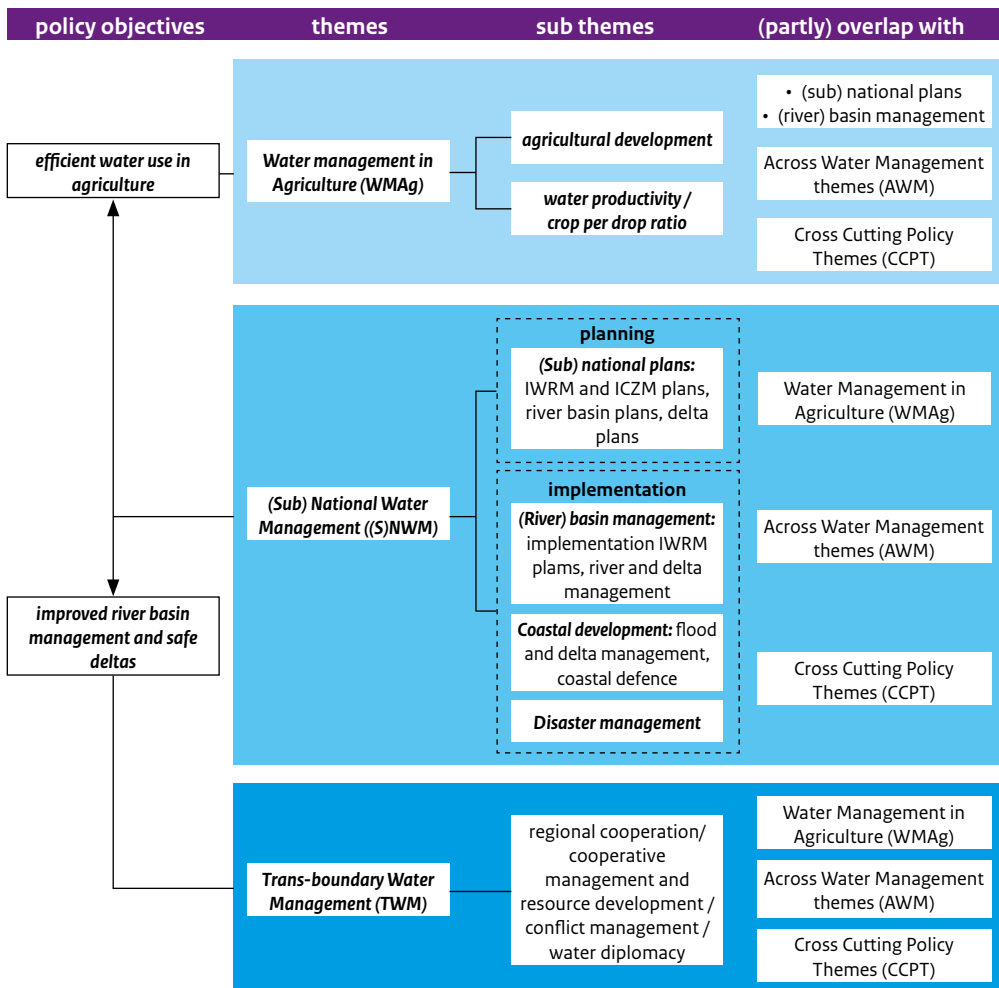 policy objectives
themes
sub themes
(partly) overlap with
efficient water use in
agriculture
Water management in
Agriculture (WMAg)
agricultural development
water productivity /
crop per drop ratio
• (sub) national plans
• (river) basin management
Across Water Management
themes (AWM)
Cross Cutting Policy
Themes (CCPT)
improved river basin
management and safe
deltas
(Sub) National Water
Management ((S)NWM)
planning
(Sub) national plans:
IWRM and ICZM plans,
river basin plans, delta
plans
implementation
(River) basin management:
implementation IWRM
plams, river and delta
management
Coastal development: flood
and delta management,
coastal defence
Disaster management
Water Management in
Agriculture (WMAg)
Across Water Management
themes (AWM)
Cross Cutting Policy
Themes (CCPT)
Trans-boundary Water
Management (TWM)
regional cooperation/
cooperative
management and
resource development /
conflict management /
water diplomacy
Water Management in
Agriculture (WMAg)
Across Water Management
themes (AWM)
Cross Cutting Policy
Themes (CCPT)